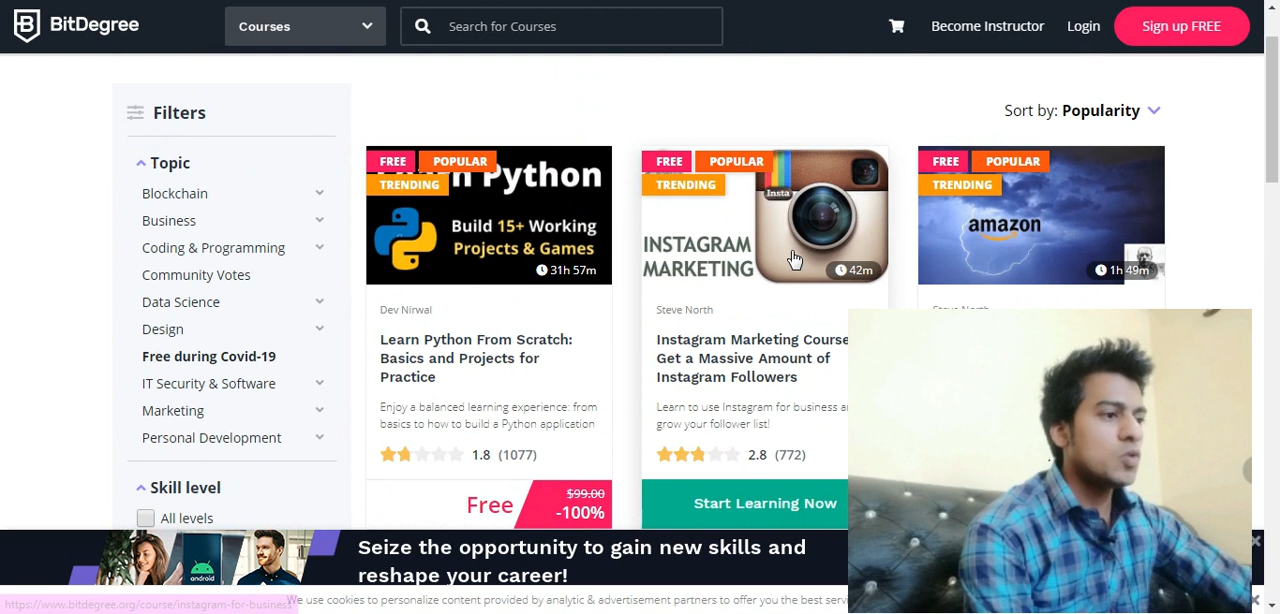 BitDegree
Courses
Search for Courses
Become Instructor
Login
Sign up FREE
Filters
Sort by: Popularity
Topic
Blockchain
Business
Coding & Programming
Community Votes
Data Science
Design
Free during Covid-19
IT Security & Software
Marketing
Personal Development
Skill level
All levels
FREE POPULAR
TRENDING
Python
Build 15+ Working
Projects & Games
31h 57m
Dev Nirwal
Learn Python From Scratch:
Basics and Projects for
Practice
Enjoy a balanced learning experience: from
basics to how to build a Python application
1.8 (1077)
Free
$99.00
-100%
FREE POPULAR
TRENDING
Insta
INSTAGRAM
MARKETING
42m
Steve North
Instagram Marketing Course
Get a Massive Amount of
Instagram Followers
Learn to use Instagram for business
grow your follower list!
2.8 (772)
Start Learning Now
FREE POPULAR
TRENDING
amazon
1h 49m
Steve North
android
Seize the opportunity to gain new skills and
reshape your career!
We use cookies to personalize content provided by analytic & advertisement partners to offer you the best
https://www.bitdegree.org/course/instagram-for-business